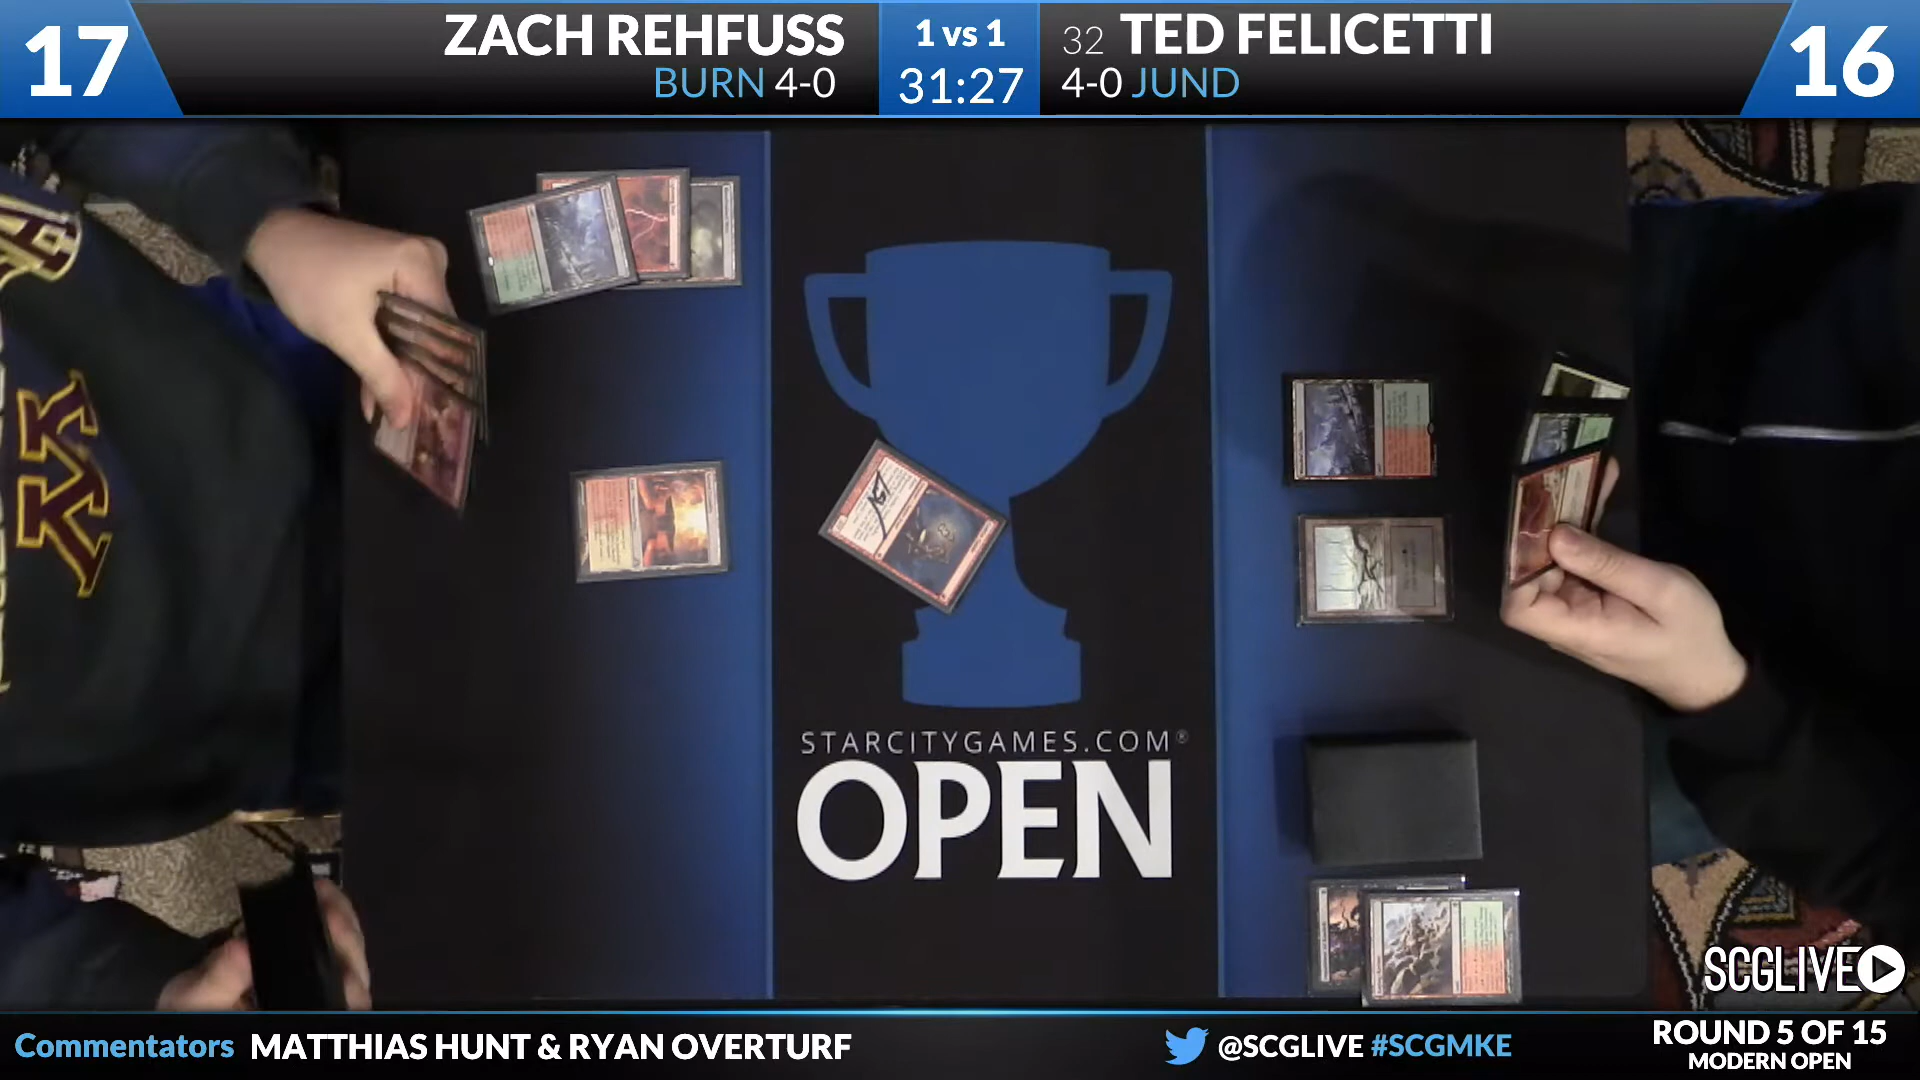 17
ZACH REHFUSS
BURN 4-0
1 vs 1
31:27
32 TED FELICETTI
4-0 JUND
16
STARCITYGAMES.COM®
OPEN
SCGLIVE
Commentators MATTHIAS HUNT & RYAN OVERTURF
@SCGLIVE #SCGMKE
ROUND 5 OF 15
MODERN OPEN